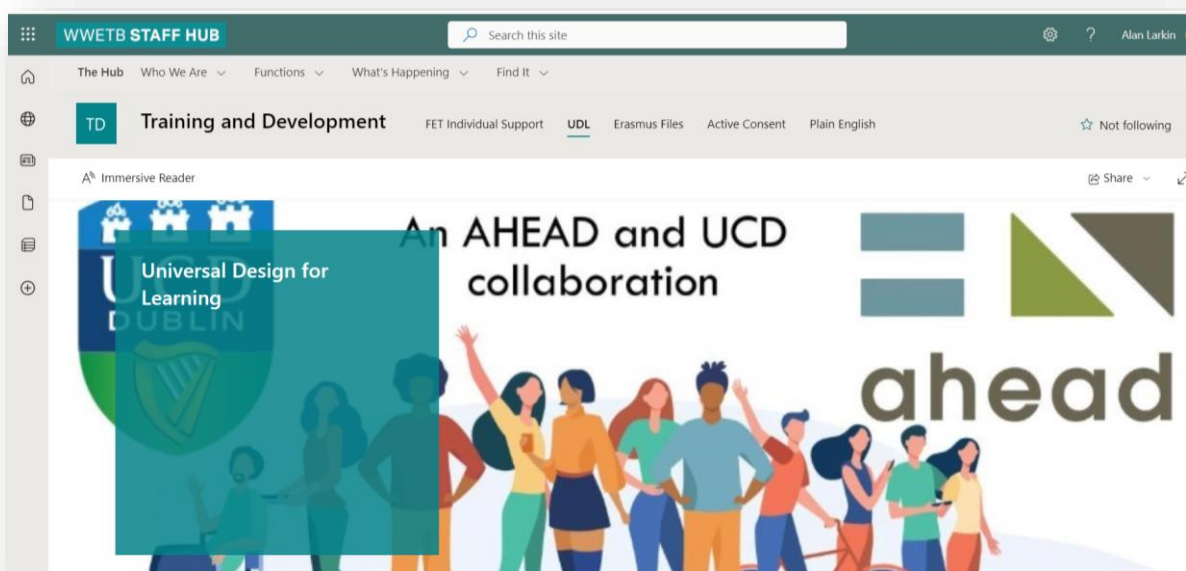 WWETB STAFF HUB
Search this site
? Alan Larkin
The Hub Who We Are Functions What's Happening Find It
TD Training and Development FET Individual Support UDL Erasmus Files Active Consent Plain English Not following
Immersive Reader Share
An AHEAD and UCD
collaboration
Universal Design for
Learning
UCD
DUBLIN
ahead